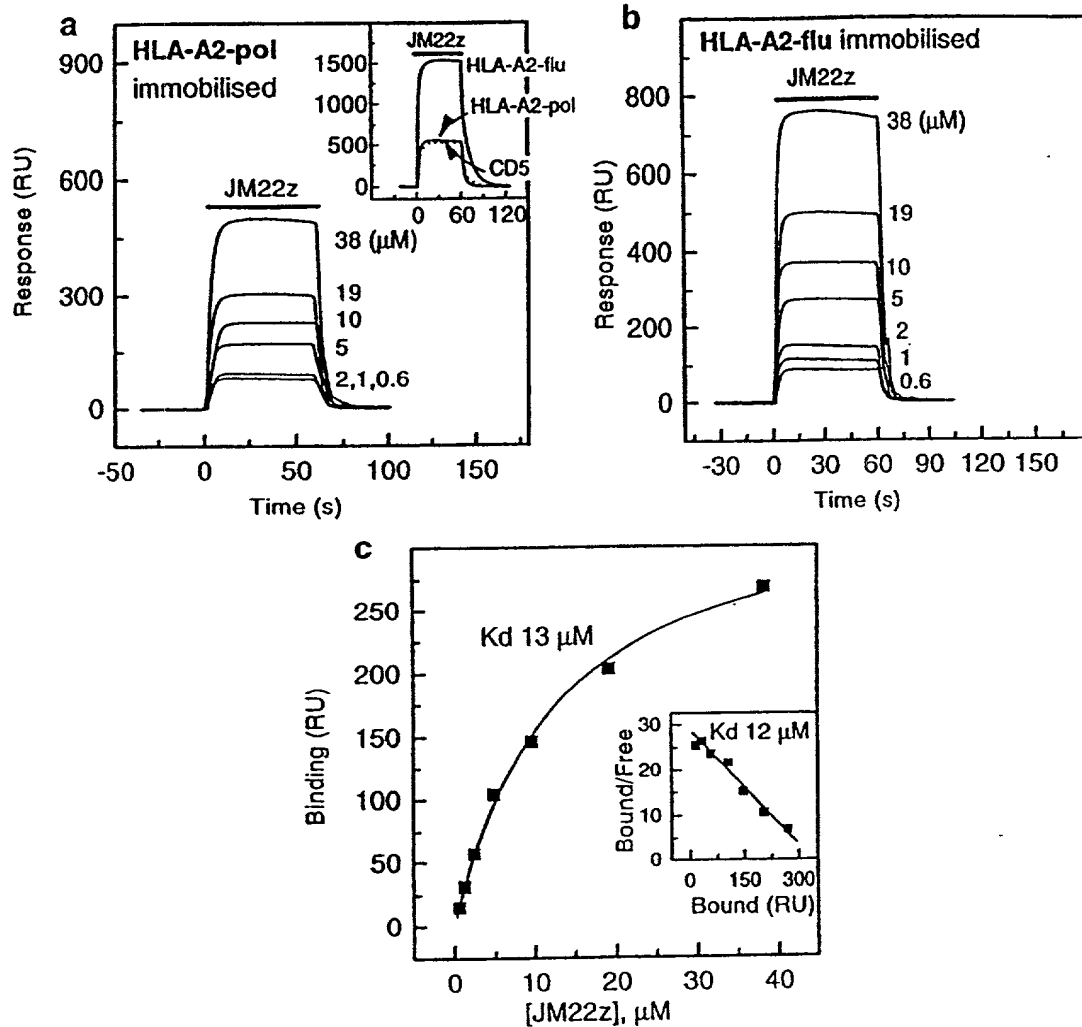 a
HLA-A2-pol
immobilised
900
600
300
0
Response (RU)
-50
0
50
100
150
Time (s)
JM22z
38 (μM)
19
10
5
2,1,0.6
JM22z
HLA-A2-flu
HLA-A2-pol
CD5
1500
1000
500
0
0
60
120
b
HLA-A2-flu immobilised
JM22z
800
600
400
200
0
Response (RU)
38 (μM)
19
10
5
2
1
0.6
-30
0
30
60
90
120
150
Time (s)
c
Kd 13 μM
250
200
150
100
50
0
Binding (RU)
0
10
20
30
40
[JM22z], μM
Kd 12 μM
30
20
10
0
Bound/Free
0
150
300
Bound (RU)